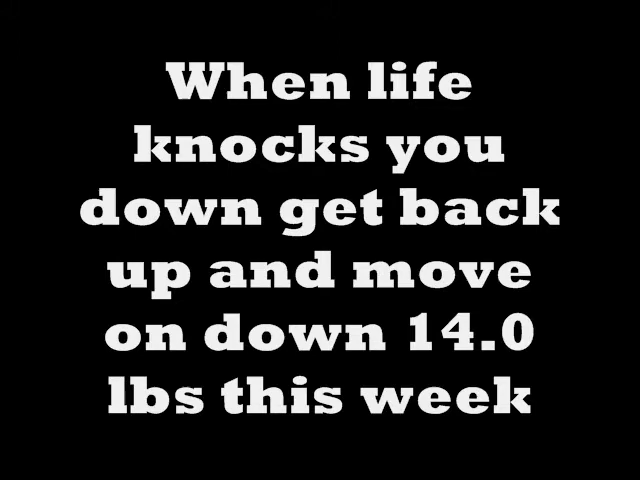 When life
knocks you
down get back
up and move
on down 14.0
lbs this week